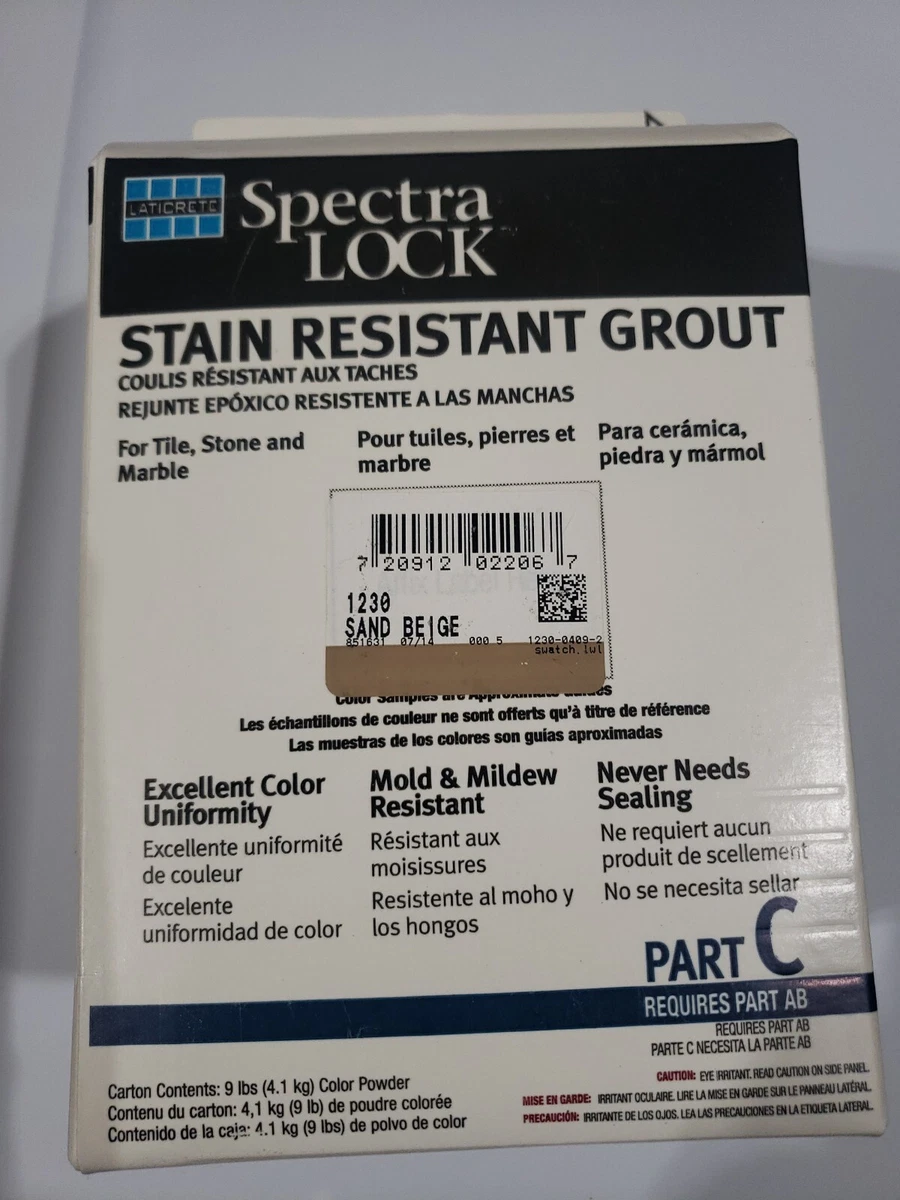 LATICRETE
Spectra
LOCK™
STAIN RESISTANT GROUT
COULIS RÉSISTANT AUX TACHES
REJUNTE EPÓXICO RESISTENTE A LAS MANCHAS
For Tile, Stone and
Marble
Pour tuiles, pierres et
marbre
Para cerámica,
piedra y mármol
7 20912 02206 7
1230
SAND BEIGE
851631 07/14 000 5 1230-0409-2
swatch.lwl
Color Samples are Approximate Guides
Les échantillons de couleur ne sont offerts qu'à titre de référence
Las muestras de los colores son guías aproximadas
Excellent Color
Uniformity
Excellente uniformité
de couleur
Excelente
uniformidad de color
Mold & Mildew
Resistant
Résistant aux
moisissures
Resistente al moho y
los hongos
Never Needs
Sealing
Ne requiert aucun
produit de scellement
No se necesita sellar
PART C
REQUIRES PART AB
REQUIRES PART AB
PARTE C NECESITA LA PARTE AB
Carton Contents: 9 lbs (4.1 kg) Color Powder
Contenu du carton: 4,1 kg (9 lb) de poudre colorée
Contenido de la caja: 4.1 kg (9 lbs) de polvo de color
CAUTION: EYE IRRITANT. READ CAUTION ON SIDE PANEL.
MISE EN GARDE: IRRITANT OCULAIRE. LIRE LA MISE EN GARDE SUR LE PANNEAU LATÉRAL.
PRECAUCIÓN: IRRITANTE DE LOS OJOS. LEA LAS PRECAUCIONES EN LA ETIQUETA LATERAL.